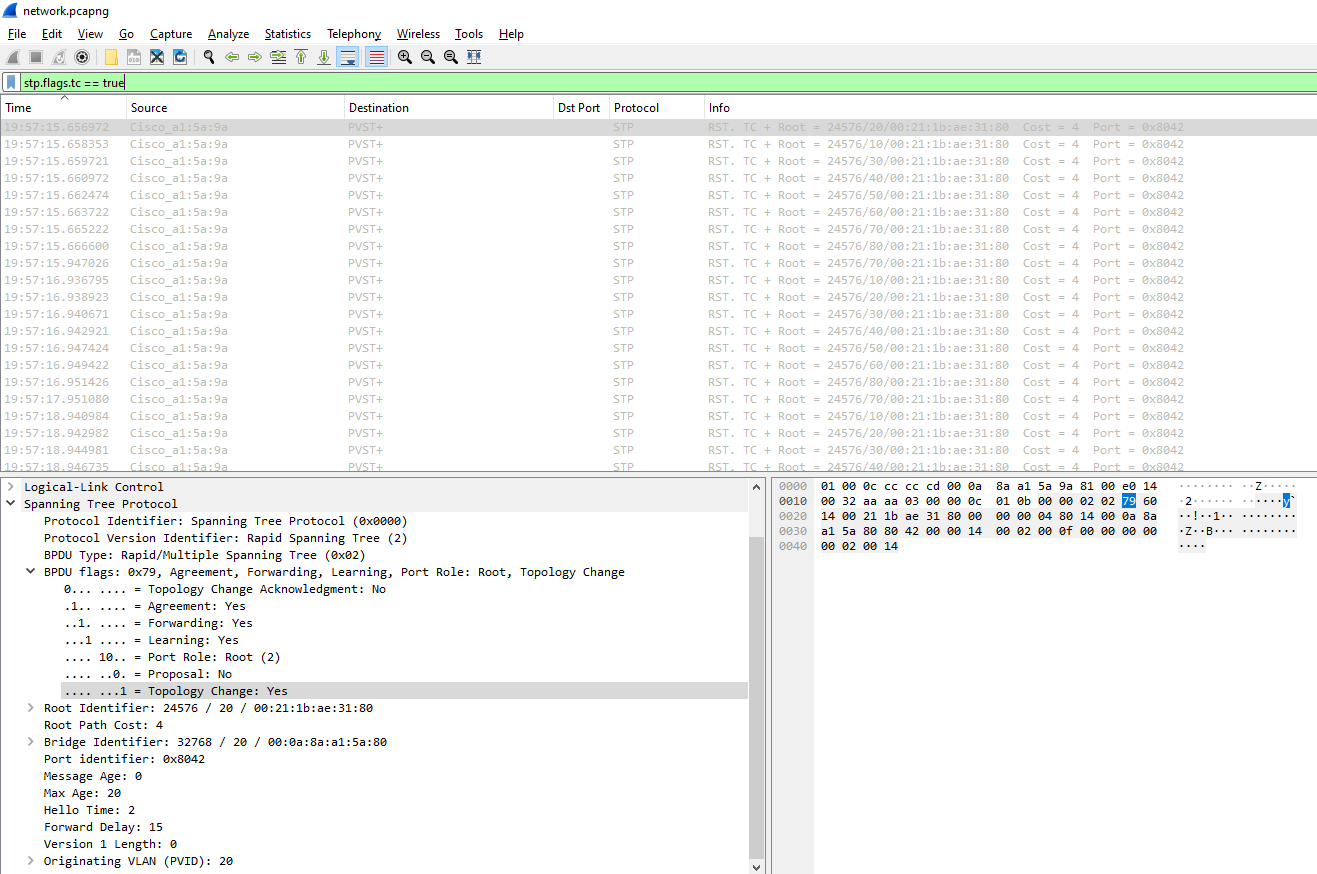 network.pcapng
File Edit View Go Capture Analyze Statistics Telephony Wireless Tools Help
stp.flags.tc == true
Time Source Destination Dst Port Protocol Info
19:57:15.656972 Cisco_a1:5a:9a PVST+ STP RST. TC + Root = 24576/20/00:21:1b:ae:31:80 Cost = 4 Port = 0x8042
19:57:15.658353 Cisco_a1:5a:9a PVST+ STP RST. TC + Root = 24576/10/00:21:1b:ae:31:80 Cost = 4 Port = 0x8042
19:57:15.659721 Cisco_a1:5a:9a PVST+ STP RST. TC + Root = 24576/30/00:21:1b:ae:31:80 Cost = 4 Port = 0x8042
19:57:15.660972 Cisco_a1:5a:9a PVST+ STP RST. TC + Root = 24576/40/00:21:1b:ae:31:80 Cost = 4 Port = 0x8042
19:57:15.662474 Cisco_a1:5a:9a PVST+ STP RST. TC + Root = 24576/50/00:21:1b:ae:31:80 Cost = 4 Port = 0x8042
19:57:15.663722 Cisco_a1:5a:9a PVST+ STP RST. TC + Root = 24576/60/00:21:1b:ae:31:80 Cost = 4 Port = 0x8042
19:57:15.665222 Cisco_a1:5a:9a PVST+ STP RST. TC + Root = 24576/70/00:21:1b:ae:31:80 Cost = 4 Port = 0x8042
19:57:15.666600 Cisco_a1:5a:9a PVST+ STP RST. TC + Root = 24576/80/00:21:1b:ae:31:80 Cost = 4 Port = 0x8042
19:57:15.947026 Cisco_a1:5a:9a PVST+ STP RST. TC + Root = 24576/70/00:21:1b:ae:31:80 Cost = 4 Port = 0x8042
19:57:16.936795 Cisco_a1:5a:9a PVST+ STP RST. TC + Root = 24576/10/00:21:1b:ae:31:80 Cost = 4 Port = 0x8042
19:57:16.938923 Cisco_a1:5a:9a PVST+ STP RST. TC + Root = 24576/20/00:21:1b:ae:31:80 Cost = 4 Port = 0x8042
19:57:16.940671 Cisco_a1:5a:9a PVST+ STP RST. TC + Root = 24576/30/00:21:1b:ae:31:80 Cost = 4 Port = 0x8042
19:57:16.942921 Cisco_a1:5a:9a PVST+ STP RST. TC + Root = 24576/40/00:21:1b:ae:31:80 Cost = 4 Port = 0x8042
19:57:16.947424 Cisco_a1:5a:9a PVST+ STP RST. TC + Root = 24576/50/00:21:1b:ae:31:80 Cost = 4 Port = 0x8042
19:57:16.949422 Cisco_a1:5a:9a PVST+ STP RST. TC + Root = 24576/60/00:21:1b:ae:31:80 Cost = 4 Port = 0x8042
19:57:16.951426 Cisco_a1:5a:9a PVST+ STP RST. TC + Root = 24576/80/00:21:1b:ae:31:80 Cost = 4 Port = 0x8042
19:57:17.951080 Cisco_a1:5a:9a PVST+ STP RST. TC + Root = 24576/70/00:21:1b:ae:31:80 Cost = 4 Port = 0x8042
19:57:18.940984 Cisco_a1:5a:9a PVST+ STP RST. TC + Root = 24576/10/00:21:1b:ae:31:80 Cost = 4 Port = 0x8042
19:57:18.942982 Cisco_a1:5a:9a PVST+ STP RST. TC + Root = 24576/20/00:21:1b:ae:31:80 Cost = 4 Port = 0x8042
19:57:18.944981 Cisco_a1:5a:9a PVST+ STP RST. TC + Root = 24576/30/00:21:1b:ae:31:80 Cost = 4 Port = 0x8042
19:57:18.946735 Cisco_a1:5a:9a PVST+ STP RST. TC + Root = 24576/40/00:21:1b:ae:31:80 Cost = 4 Port = 0x8042
Logical-Link Control
Spanning Tree Protocol
Protocol Identifier: Spanning Tree Protocol (0x0000)
Protocol Version Identifier: Rapid Spanning Tree (2)
BPDU Type: Rapid/Multiple Spanning Tree (0x02)
BPDU flags: 0x79, Agreement, Forwarding, Learning, Port Role: Root, Topology Change
0... .... = Topology Change Acknowledgment: No
.1.. .... = Agreement: Yes
..1. .... = Forwarding: Yes
...1 .... = Learning: Yes
.... 10.. = Port Role: Root (2)
.... ..0. = Proposal: No
.... ...1 = Topology Change: Yes
Root Identifier: 24576 / 20 / 00:21:1b:ae:31:80
Root Path Cost: 4
Bridge Identifier: 32768 / 20 / 00:0a:8a:a1:5a:80
Port identifier: 0x8042
Message Age: 0
Max Age: 20
Hello Time: 2
Forward Delay: 15
Version 1 Length: 0
Originating VLAN (PVID): 20
0000 01 00 0c cc cc cd 00 0a 8a a1 5a 9a 81 00 e0 14 ········ ··Z·····
0010 00 32 aa aa 03 00 00 0c 01 0b 00 00 02 02 79 60 ·2······ ······y`
0020 14 00 21 1b ae 31 80 00 00 00 04 80 14 00 0a 8a ··!··1·· ········
0030 a1 5a 80 80 42 00 00 14 00 02 00 0f 00 00 00 00 ·Z··B··· ········
0040 00 02 00 14 ····